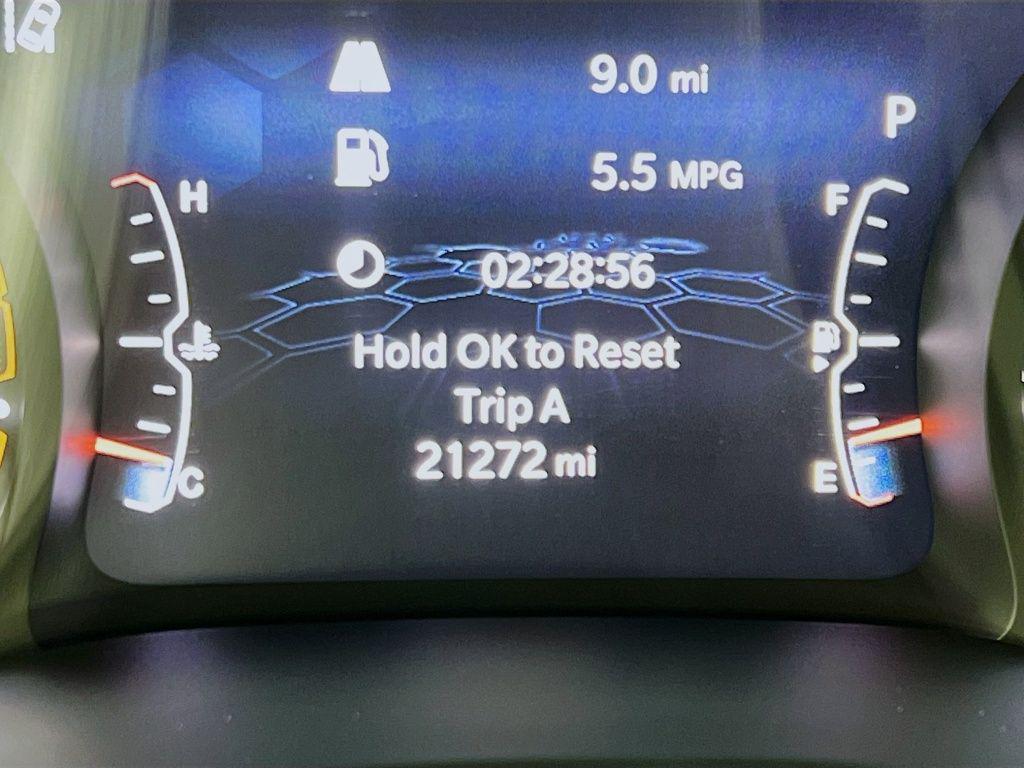 9.0 mi
P
5.5 MPG
H
F
02:28:56
Hold OK to Reset
Trip A
21272 mi
C
E